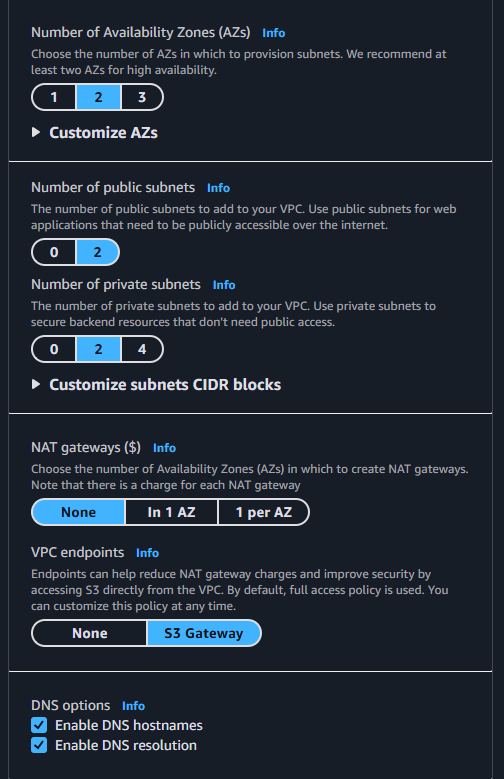 Number of Availability Zones (AZs) Info
Choose the number of AZs in which to provision subnets. We recommend at
least two AZs for high availability.
1 2 3
Customize AZs
Number of public subnets Info
The number of public subnets to add to your VPC. Use public subnets for web
applications that need to be publicly accessible over the internet.
0 2
Number of private subnets Info
The number of private subnets to add to your VPC. Use private subnets to
secure backend resources that don't need public access.
0 2 4
Customize subnets CIDR blocks
NAT gateways ($) Info
Choose the number of Availability Zones (AZs) in which to create NAT gateways.
Note that there is a charge for each NAT gateway
None In 1 AZ 1 per AZ
VPC endpoints Info
Endpoints can help reduce NAT gateway charges and improve security by
accessing S3 directly from the VPC. By default, full access policy is used. You
can customize this policy at any time.
None S3 Gateway
DNS options Info
Enable DNS hostnames
Enable DNS resolution